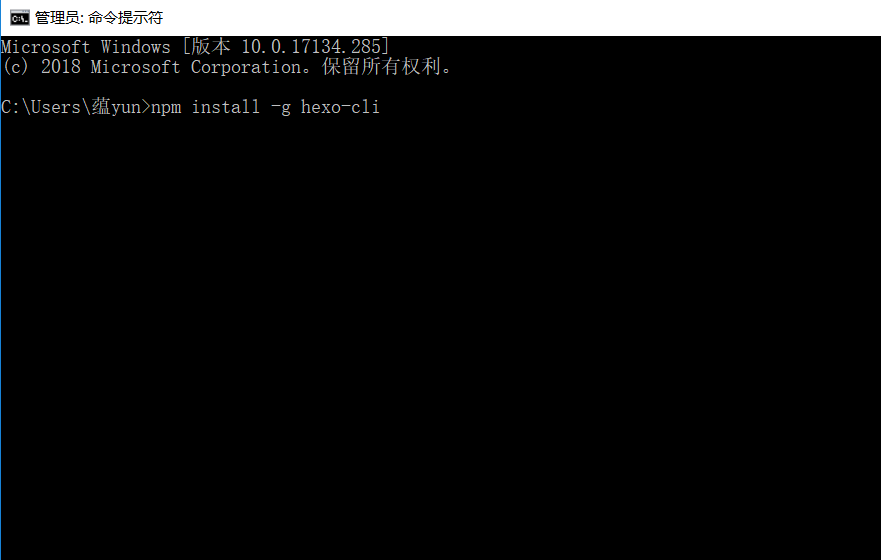 管理员: 命令提示符
Microsoft Windows [版本 10.0.17134.285]
(c) 2018 Microsoft Corporation。保留所有权利。
C:\Users\蕴yun>npm install -g hexo-cli